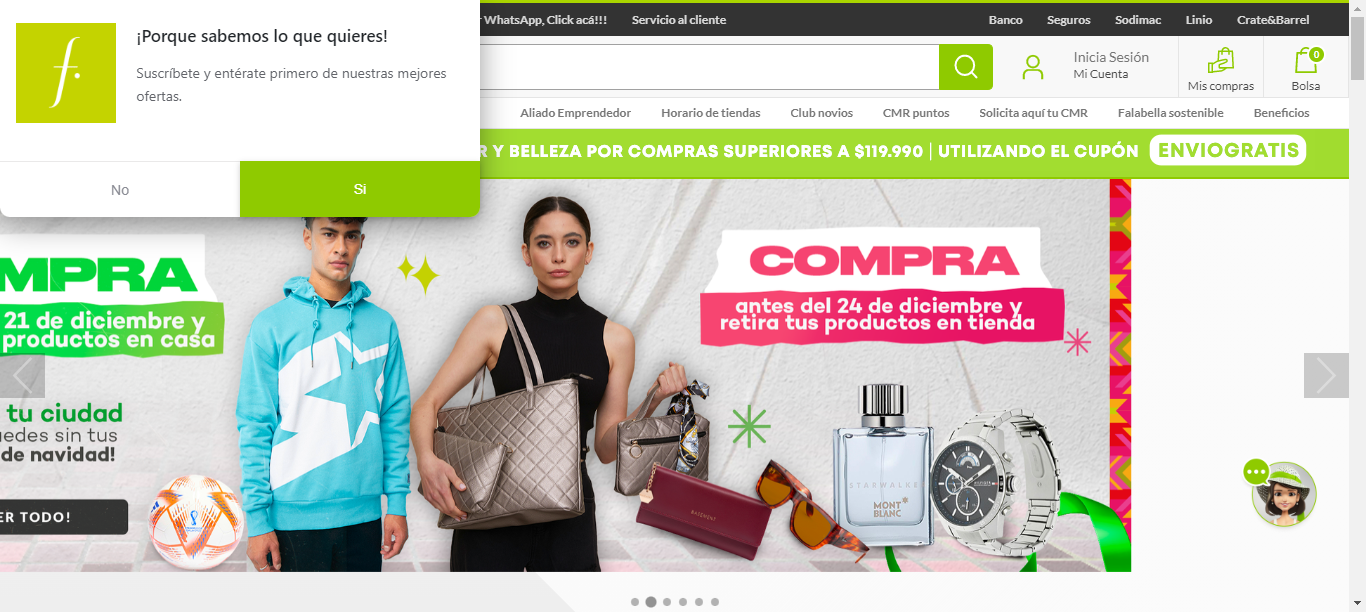 WhatsApp, Click acá!!!
Servicio al cliente
Banco
Seguros
Sodimac
Linio
Crate&Barrel
f.
¡Porque sabemos lo que quieres!
Suscríbete y entérate primero de nuestras mejores
ofertas.
No
Si
Inicia Sesión
Mi Cuenta
Mis compras
0
Bolsa
Aliado Emprendedor
Horario de tiendas
Club novios
CMR puntos
Solicita aquí tu CMR
Falabella sostenible
Beneficios
R Y BELLEZA POR COMPRAS SUPERIORES A $119.990 | UTILIZANDO EL CUPÓN ENVIOGRATIS
MPRA
21 de diciembre y
productos en casa
tu ciudad
uedes sin tus
de navidad!
ER TODO!
COMPRA
antes del 24 de diciembre y
retira tus productos en tienda
STARWALKER
MONT
BLANC
BASEMENT